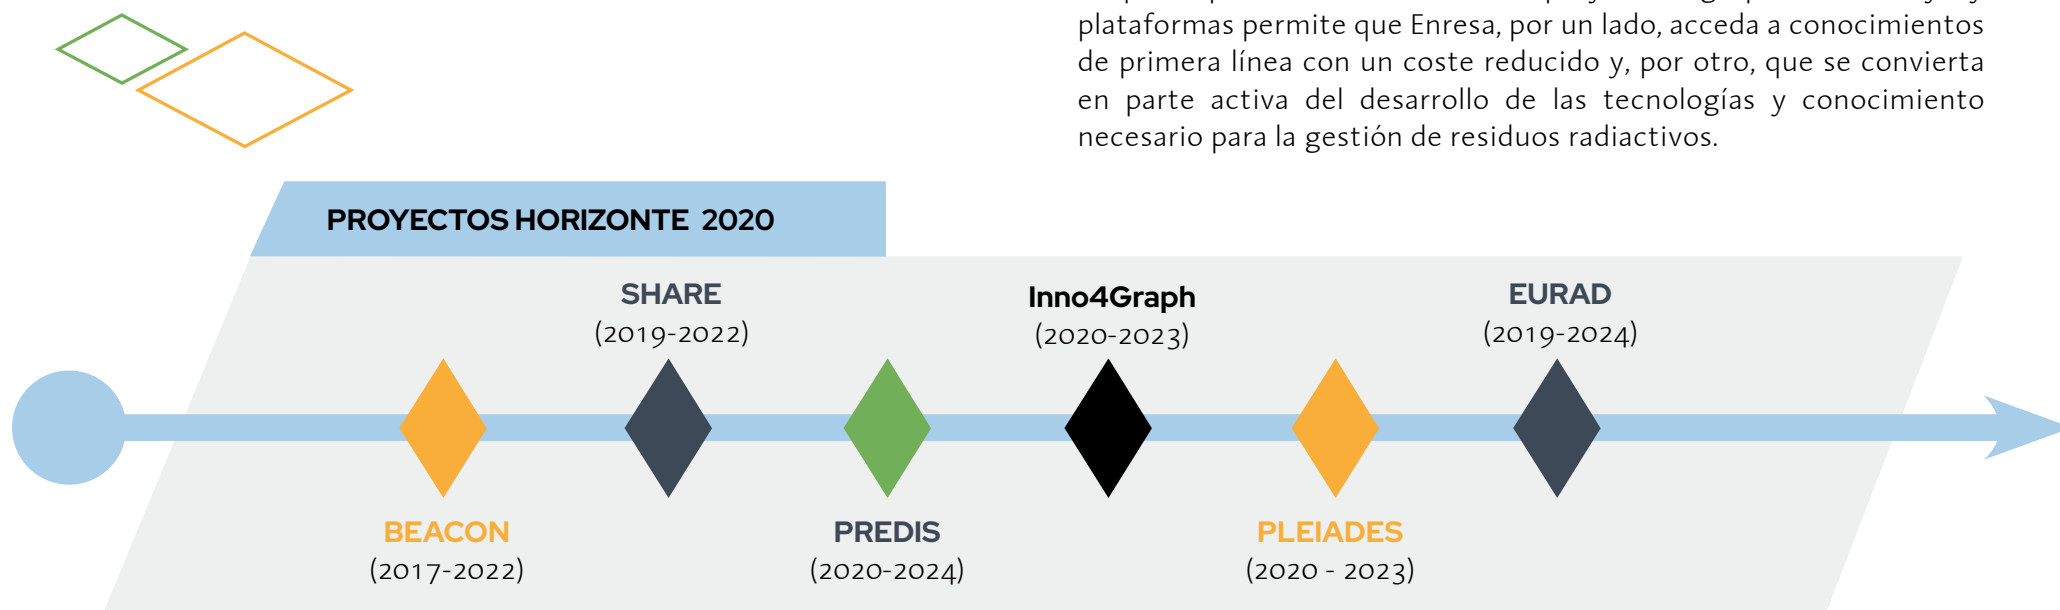 plataformas permite que Enresa, por un lado, acceda a conocimientos
de primera línea con un coste reducido y, por otro, que se convierta
en parte activa del desarrollo de las tecnologías y conocimiento
necesario para la gestión de residuos radiactivos.
PROYECTOS HORIZONTE 2020
SHARE
(2019-2022)
Inno4Graph
(2020-2023)
EURAD
(2019-2024)
BEACON
(2017-2022)
PREDIS
(2020-2024)
PLEIADES
(2020 - 2023)